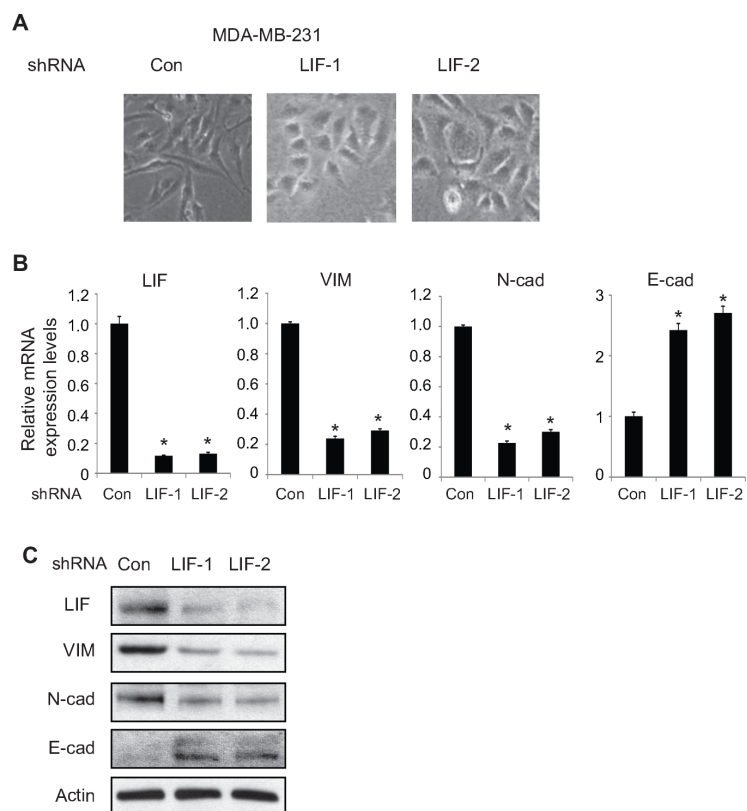 A
MDA-MB-231
shRNA Con LIF-1 LIF-2
B
LIF VIM N-cad E-cad
Relative mRNA
expression levels
1.2 1.2 1.2 3
1.0 1.0 1.0
0.8 0.8 0.8 2
0.6 0.6 0.6
0.4 0.4 0.4 1
0.2 0.2 0.2
0 0 0 0
* * * * * * * *
shRNA Con LIF-1 LIF-2 Con LIF-1 LIF-2 Con LIF-1 LIF-2 Con LIF-1 LIF-2
C
shRNA Con LIF-1 LIF-2
LIF
VIM
N-cad
E-cad
Actin